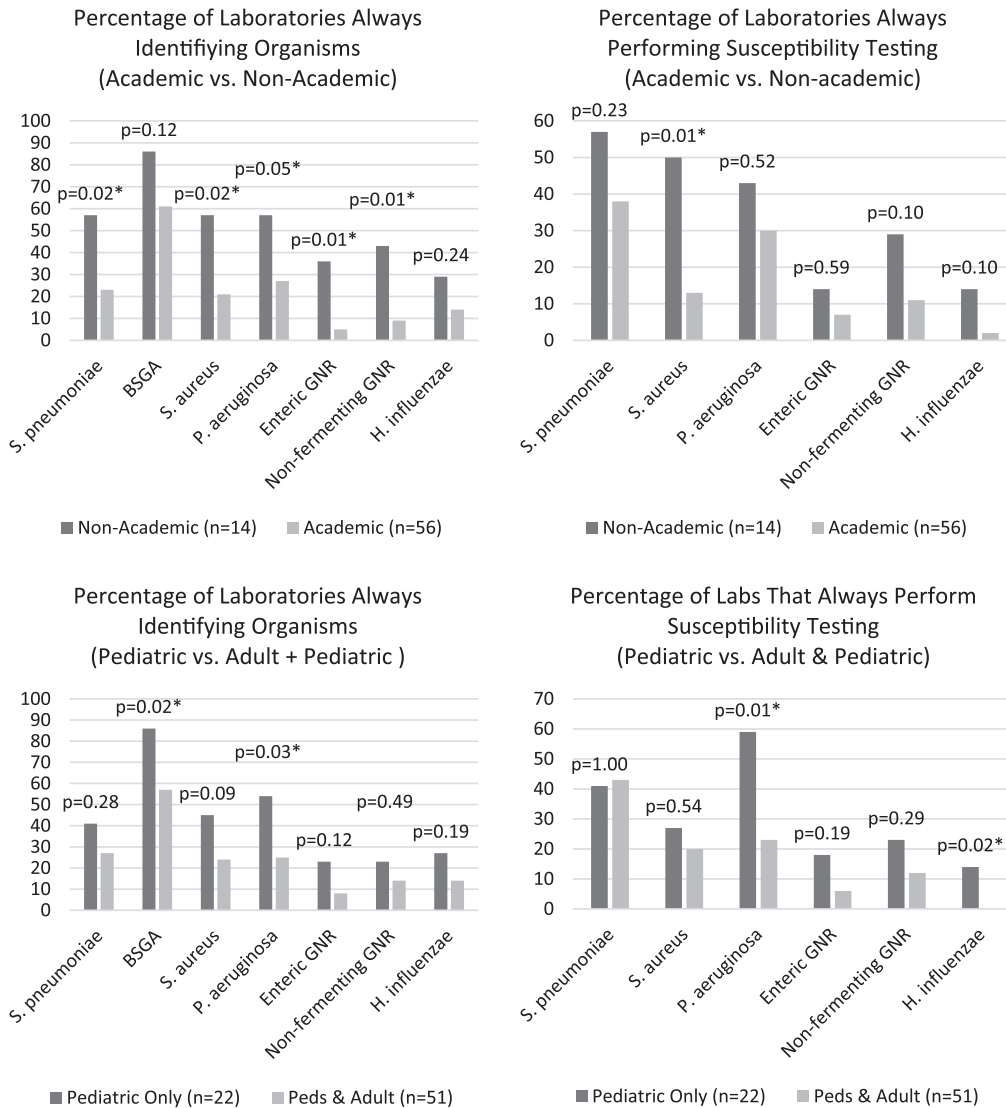 Percentage of Laboratories Always
Identifiying Organisms
(Academic vs. Non-Academic)
100
90
80
70
60
50
40
30
20
10
0
p=0.02*
p=0.12
p=0.02*
p=0.05*
p=0.01*
p=0.01*
p=0.24
S. pneumoniae
BSGA
S. aureus
P. aeruginosa
Enteric GNR
Non-fermenting GNR
H. influenzae
Non-Academic (n=14) Academic (n=56)
Percentage of Laboratories Always
Performing Susceptibility Testing
(Academic vs. Non-academic)
60
50
40
30
20
10
0
p=0.23
p=0.01*
p=0.52
p=0.59
p=0.10
p=0.10
S. pneumoniae
S. aureus
P. aeruginosa
Enteric GNR
Non-fermenting GNR
H. influenzae
Non-Academic (n=14) Academic (n=56)
Percentage of Laboratories Always
Identifying Organisms
(Pediatric vs. Adult + Pediatric )
100
90
80
70
60
50
40
30
20
10
0
p=0.28
p=0.02*
p=0.09
p=0.03*
p=0.12
p=0.49
p=0.19
S. pneumoniae
BSGA
S. aureus
P. aeruginosa
Enteric GNR
Non-fermenting GNR
H. influenzae
Pediatric Only (n=22) Peds & Adult (n=51)
Percentage of Labs That Always Perform
Susceptibility Testing
(Pediatric vs. Adult & Pediatric)
70
60
50
40
30
20
10
0
p=1.00
p=0.54
p=0.01*
p=0.19
p=0.29
p=0.02*
S. pneumoniae
S. aureus
P. aeruginosa
Enteric GNR
Non-fermenting GNR
H. influenzae
Pediatric Only (n=22) Peds & Adult (n=51)